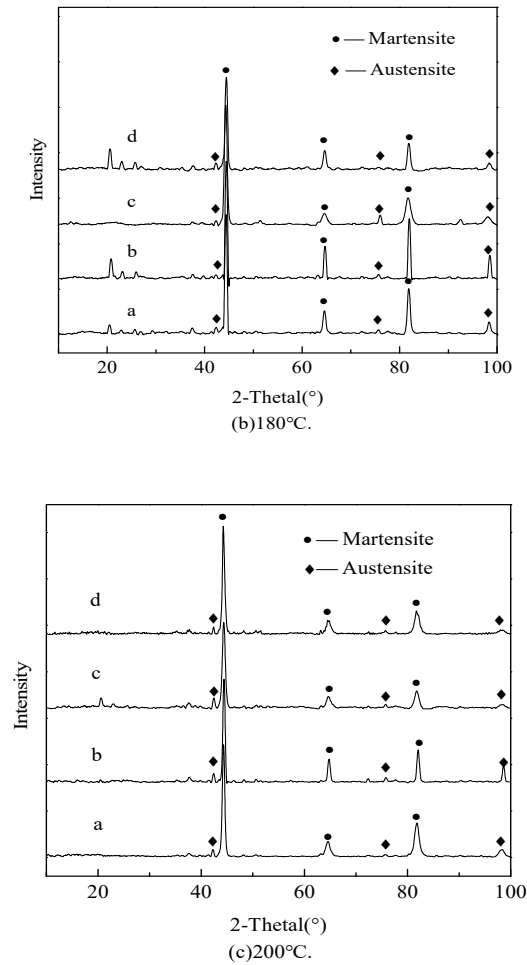 Martensite
Austensite
d
c
b
a
Intensity
20
40
60
80
100
2-Thetal(°)
(b)180°C.
Martensite
Austensite
d
c
b
a
Intensity
20
40
60
80
100
2-Thetal(°)
(c)200°C.